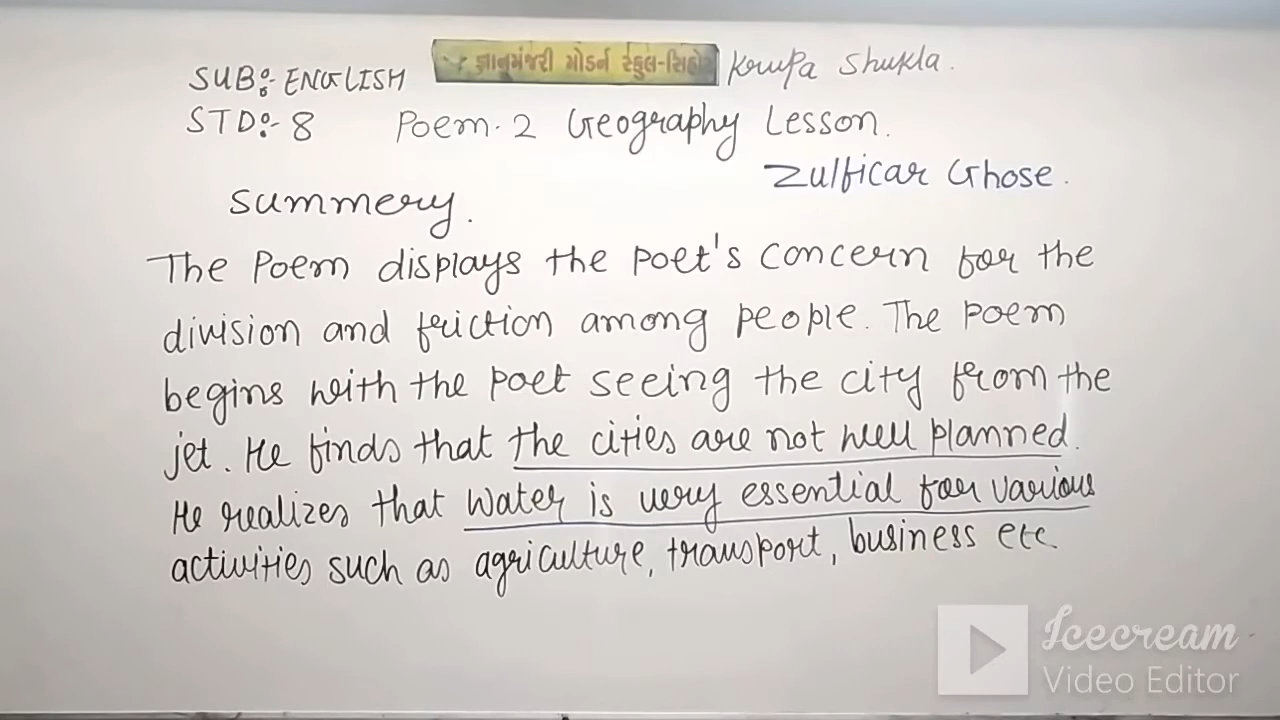 SUB:- ENGLISH જ્ઞાનમંજરી મોડર્ન સ્કુલ-સિહોર Krupa Shukla.
STD:- 8 Poem. 2 Geography Lesson.
Zulficar Ghose.
Summery.
The Poem displays the poet's concern for the
division and friction among people. The poem
begins with the poet seeing the city from the
jet. He finds that the cities are not well planned.
He realizes that water is very essential for various
activities such as agriculture, transport, business etc.
Icecream
Video Editor